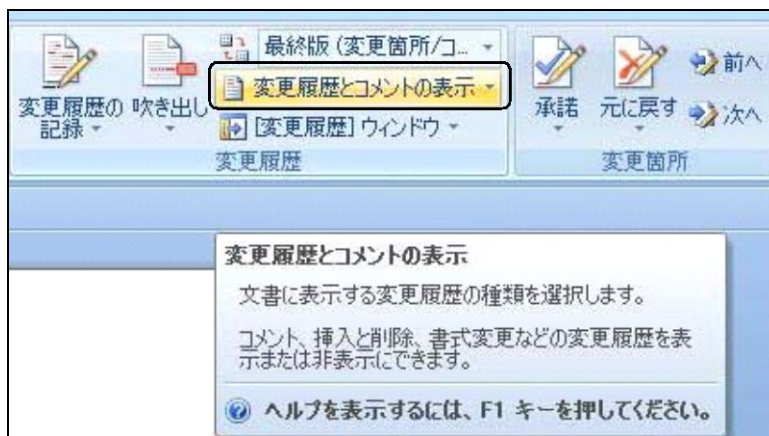 最終版 (変更箇所/コ...
変更履歴とコメントの表示
[変更履歴] ウィンドウ
変更履歴の
記録
吹き出し
変更履歴
承諾
元に戻す
前へ
次へ
変更箇所
変更履歴とコメントの表示
文書に表示する変更履歴の種類を選択します。
コメント、挿入と削除、書式変更などの変更履歴を表
示または非表示にできます。
ヘルプを表示するには、F1 キーを押してください。